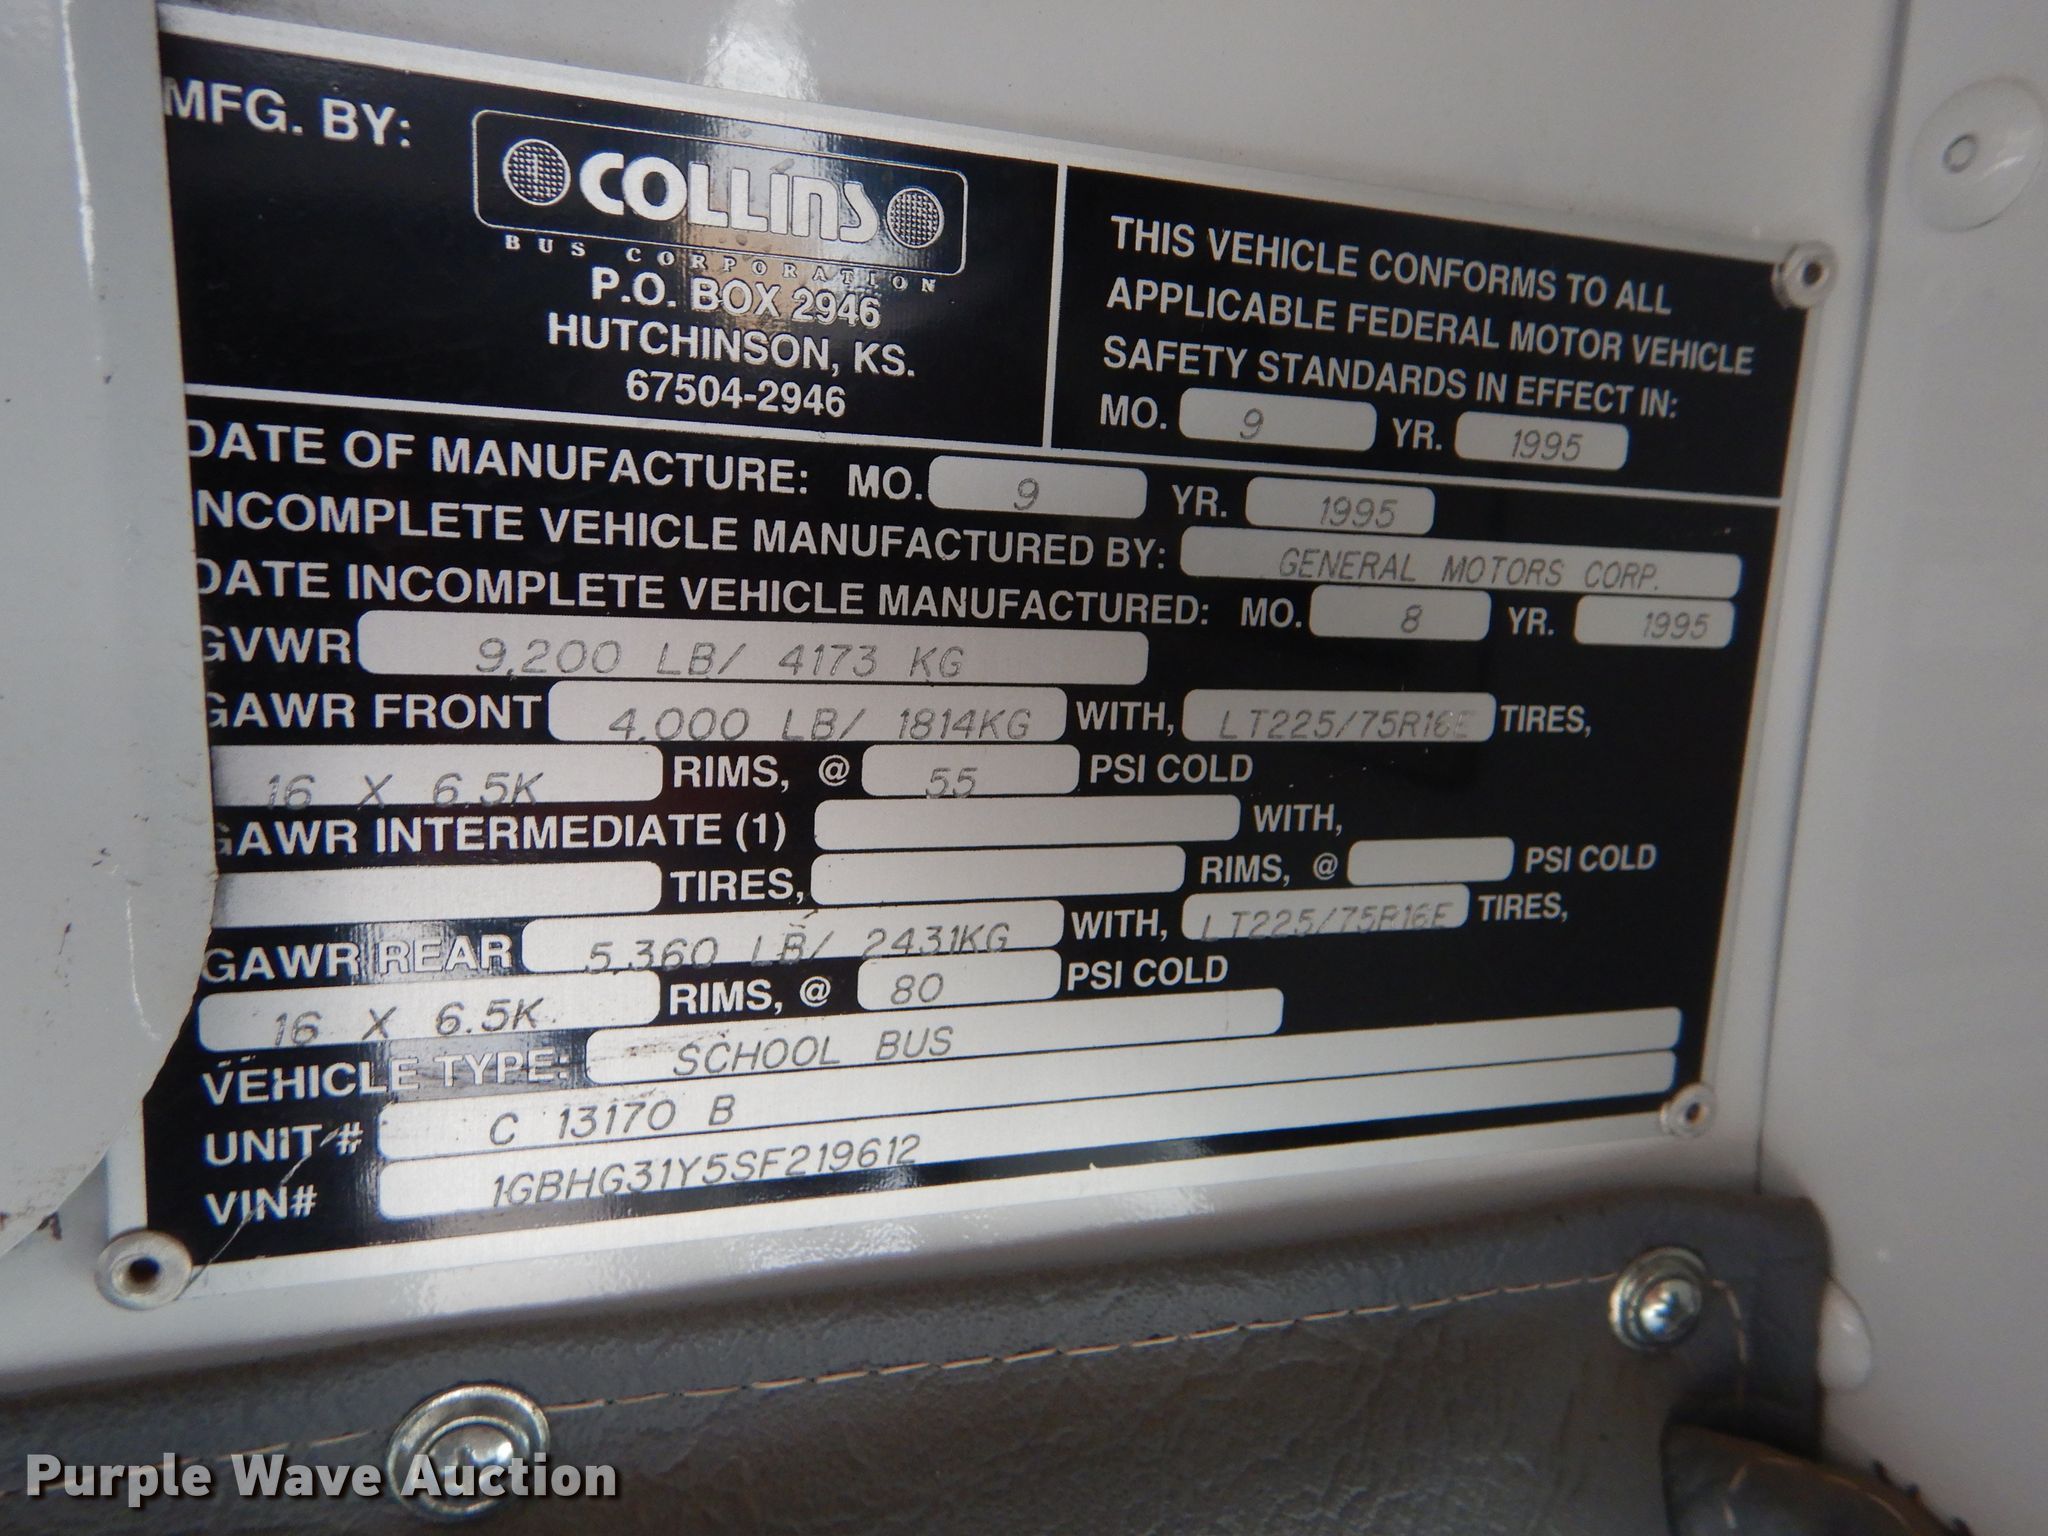 MFG. BY:
COLLINS
BUS CORPORATION
P.O. BOX 2946
HUTCHINSON, KS.
67504-2946
THIS VEHICLE CONFORMS TO ALL
APPLICABLE FEDERAL MOTOR VEHICLE
SAFETY STANDARDS IN EFFECT IN:
MO. 9 YR. 1995
DATE OF MANUFACTURE: MO. 9 YR. 1995
INCOMPLETE VEHICLE MANUFACTURED BY: GENERAL MOTORS CORP.
DATE INCOMPLETE VEHICLE MANUFACTURED: MO. 8 YR. 1995
GVWR 9,200 LB/ 4173 KG
GAWR FRONT 4,000 LB/ 1814KG WITH, LT225/75R16E TIRES,
16 X 6.5K RIMS, @ 55 PSI COLD
GAWR INTERMEDIATE (1) WITH,
TIRES, RIMS, @ PSI COLD
GAWR REAR 5,360 LB/ 2431KG WITH, LT225/75R16E TIRES,
16 X 6.5K RIMS, @ 80 PSI COLD
VEHICLE TYPE: SCHOOL BUS
UNIT # C 13170 B
VIN# 1GBHG31Y5SF219612
Purple Wave Auction